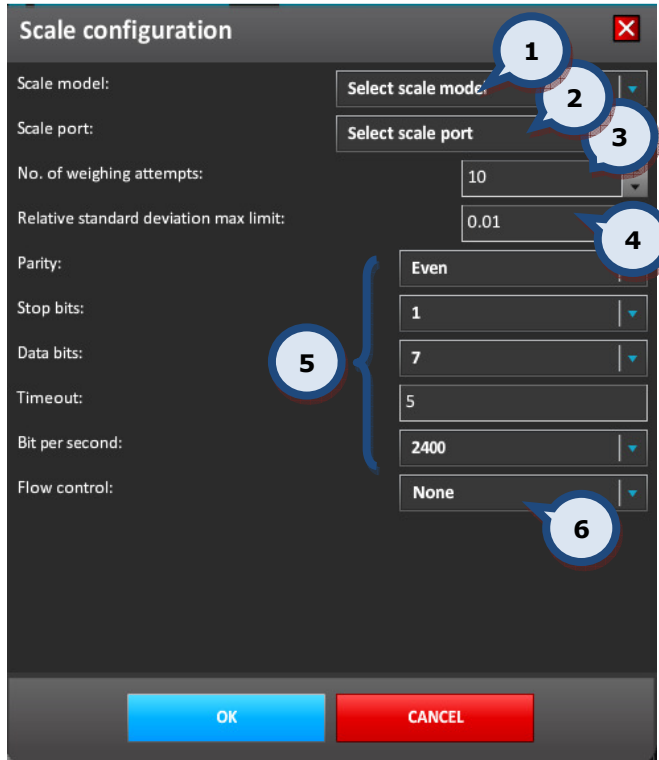 Scale configuration
1
Scale model:
Select scale model
2
Scale port:
Select scale port
3
No. of weighing attempts:
10
Relative standard deviation max limit:
0.01
4
Parity:
Even
Stop bits:
1
5
Data bits:
7
Timeout:
5
Bit per second:
2400
Flow control:
None
6
OK
CANCEL